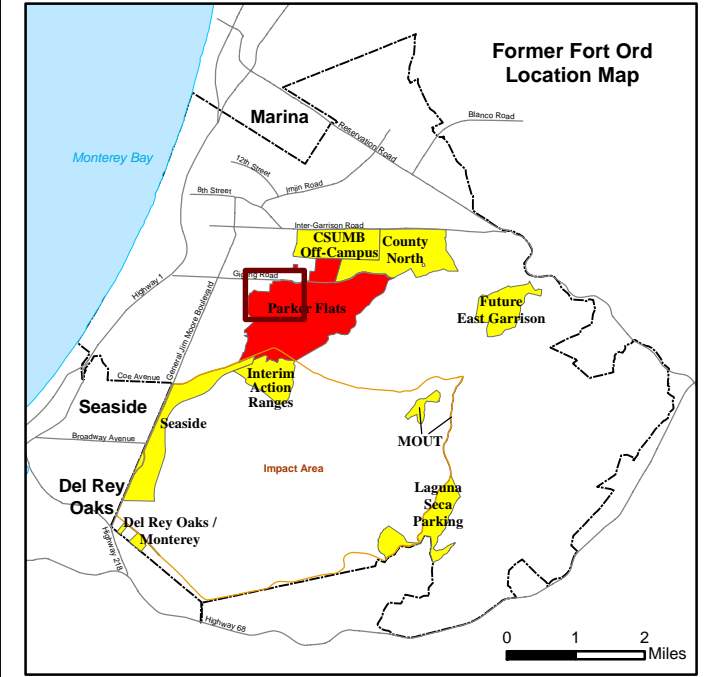 Former Fort Ord
Location Map
Marina
Blanco Road
Reservation Road
Monterey Bay
12th Street
Imjin Road
8th Street
Inter-Garrison Road
CSUMB
Off-Campus
County
North
Gigling Road
Highway 1
Parker Flats
Future
East Garrison
General Jim Moore Boulevard
Coe Avenue
Interim
Action
Ranges
Seaside
Seaside
MOUT
Broadway Avenue
Impact Area
Del Rey
Oaks
Laguna
Seca
Parking
Del Rey Oaks /
Monterey
Highway 218
Highway 68
0 1 2
Miles